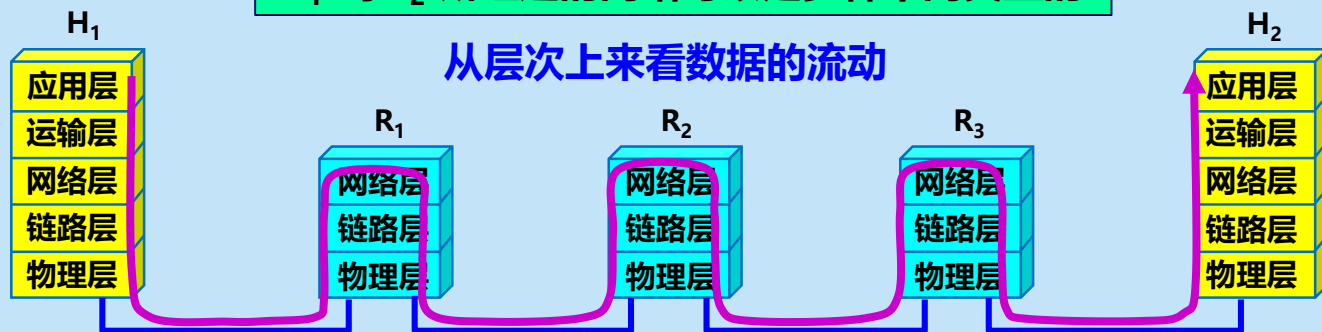 H₁
H₂
从层次上来看数据的流动
R₁
R₂
R₃
应用层
运输层
网络层
链路层
物理层
网络层
链路层
物理层
网络层
链路层
物理层
网络层
链路层
物理层
应用层
运输层
网络层
链路层
物理层